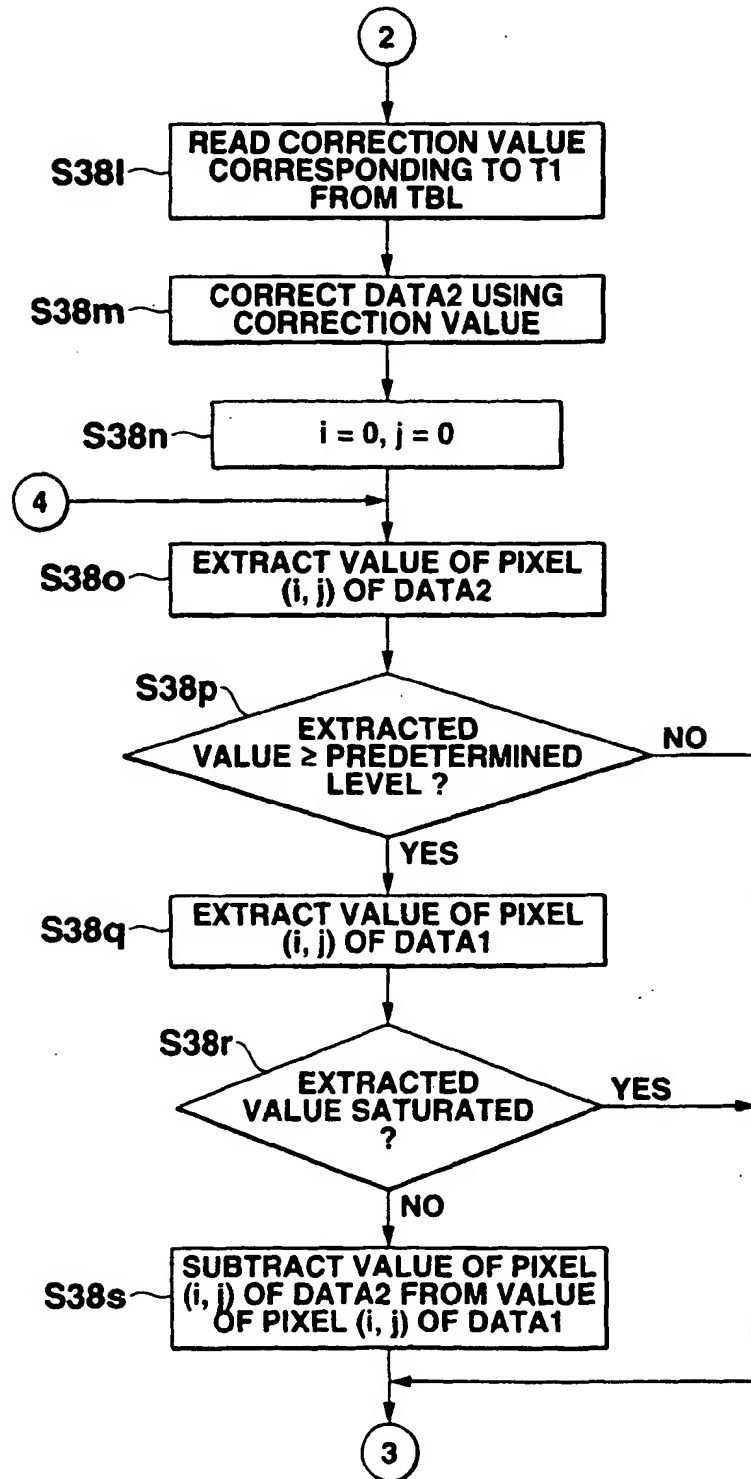 2
S38l
READ CORRECTION VALUE
CORRESPONDING TO T1
FROM TBL
S38m
CORRECT DATA2 USING
CORRECTION VALUE
S38n
i = 0, j = 0
4
S38o
EXTRACT VALUE OF PIXEL
(i, j) OF DATA2
S38p
EXTRACTED
VALUE ≥ PREDETERMINED
LEVEL ?
NO
YES
S38q
EXTRACT VALUE OF PIXEL
(i, j) OF DATA1
S38r
EXTRACTED
VALUE SATURATED
?
YES
NO
S38s
SUBTRACT VALUE OF PIXEL
(i, j) OF DATA2 FROM VALUE
OF PIXEL (i, j) OF DATA1
3